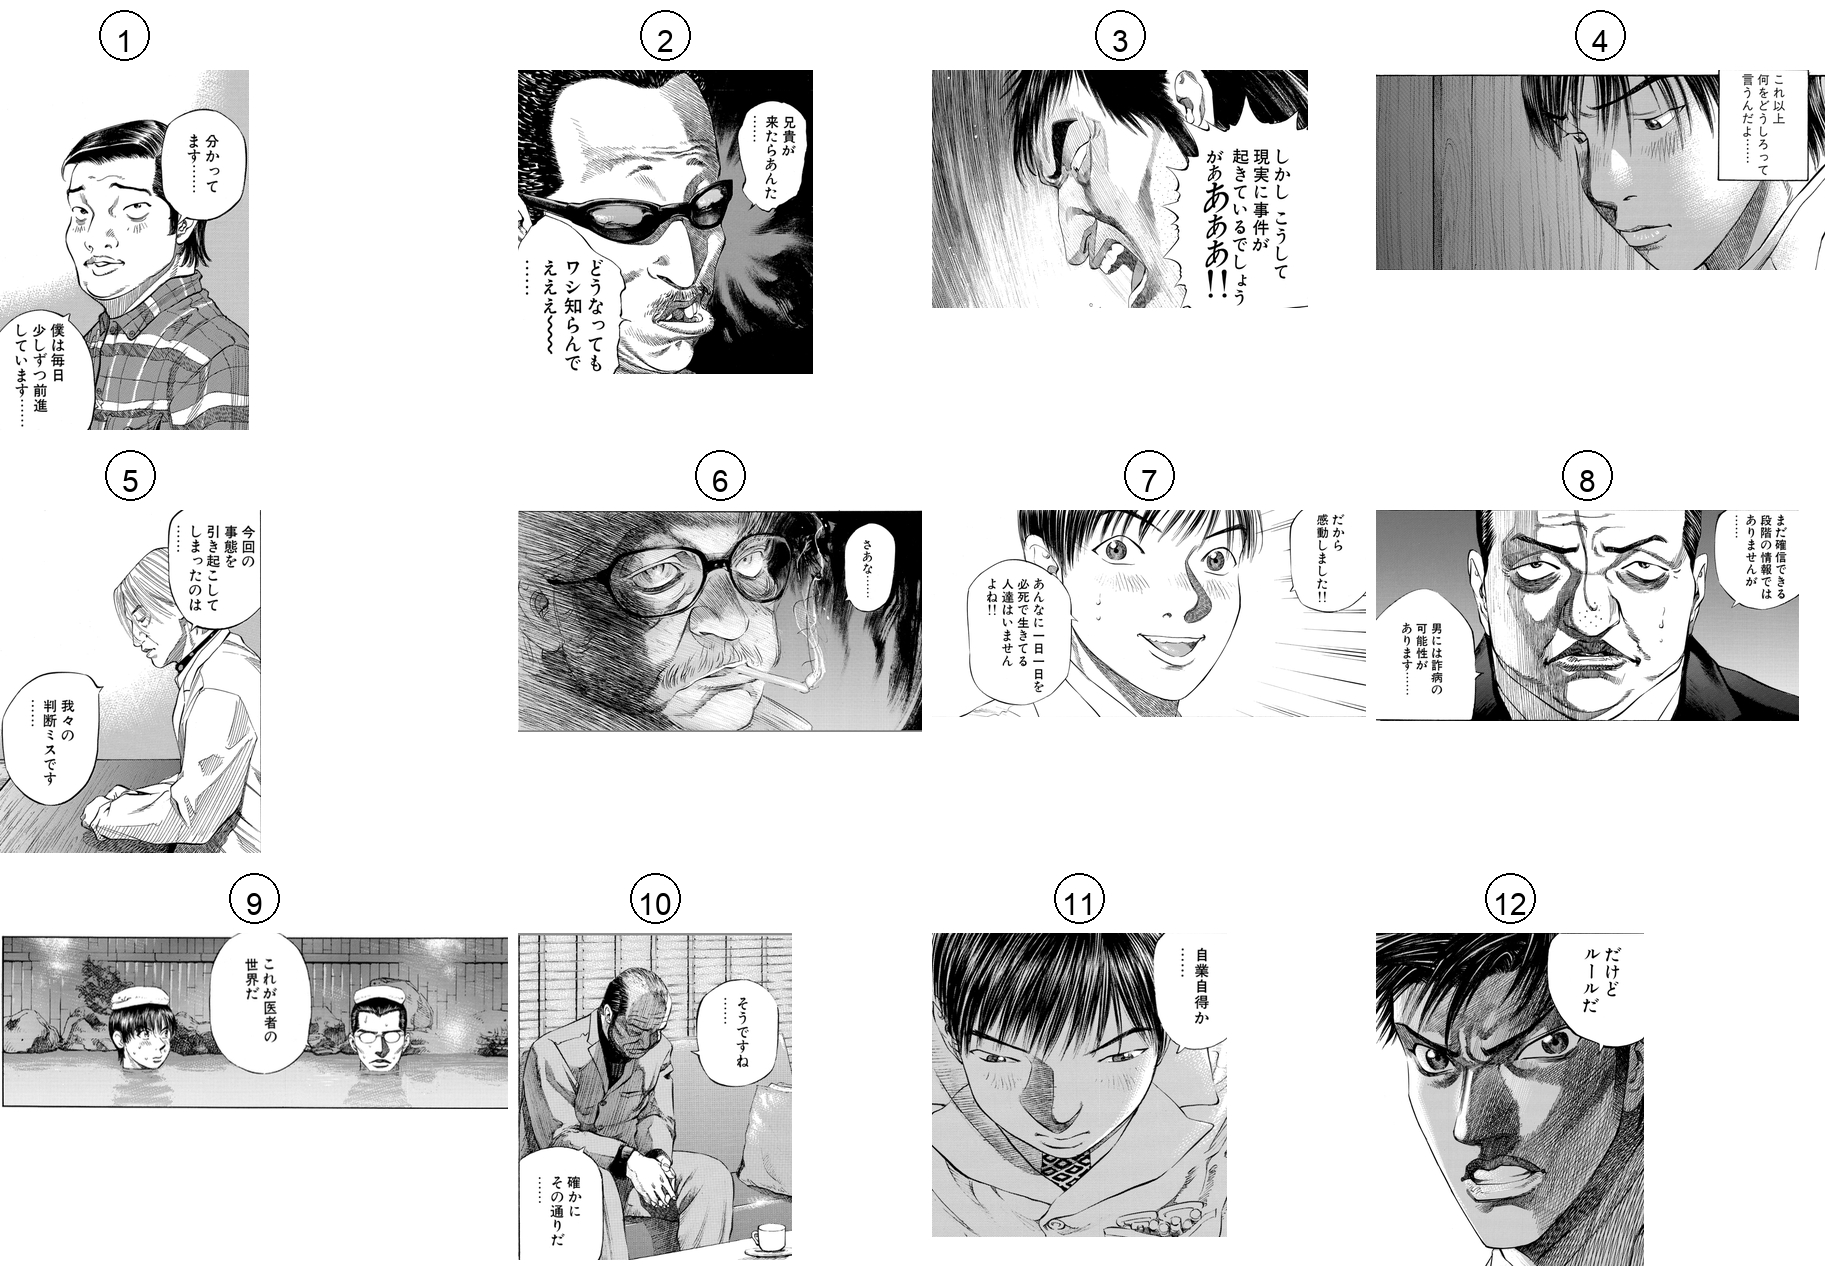 1
分かって
ます……
僕は毎日
少しずつ前進
しています……
2
兄貴が
来たらあんた
……
どうなっても
ワシ知らんで
えええ〜〜〜
……
3
しかし こうして
現実に事件が
起きているでしょう
がぁあぁぁ!!
4
これ以上
何をどうしろって
言うんだよ……
5
今回の
事態を
引き起こして
しまったのは
……
我々の
判断ミスです
……
6
さあな……
7
だから
感動しました!!
あんなに一日一日を
必死で生きてる
人達はいません
よね!!
8
まだ確信できる
段階の情報では
ありませんが
……
男には詐病の
可能性が
あります……
9
これが医者の
世界だ
10
そうですね
……
確かに
その通りだ
……
11
自業自得か
……
12
だけど
ルールだ